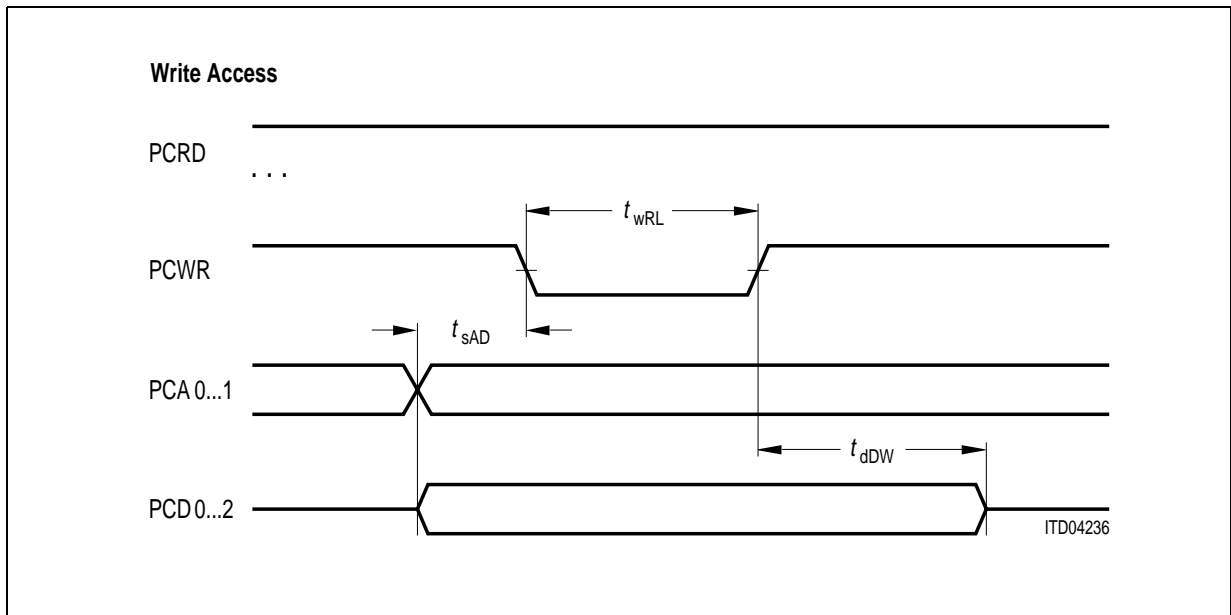 Write Access
PCRD
. . .
t wRL
PCWR
t sAD
PCA 0...1
t dDW
PCD 0...2
ITD04236